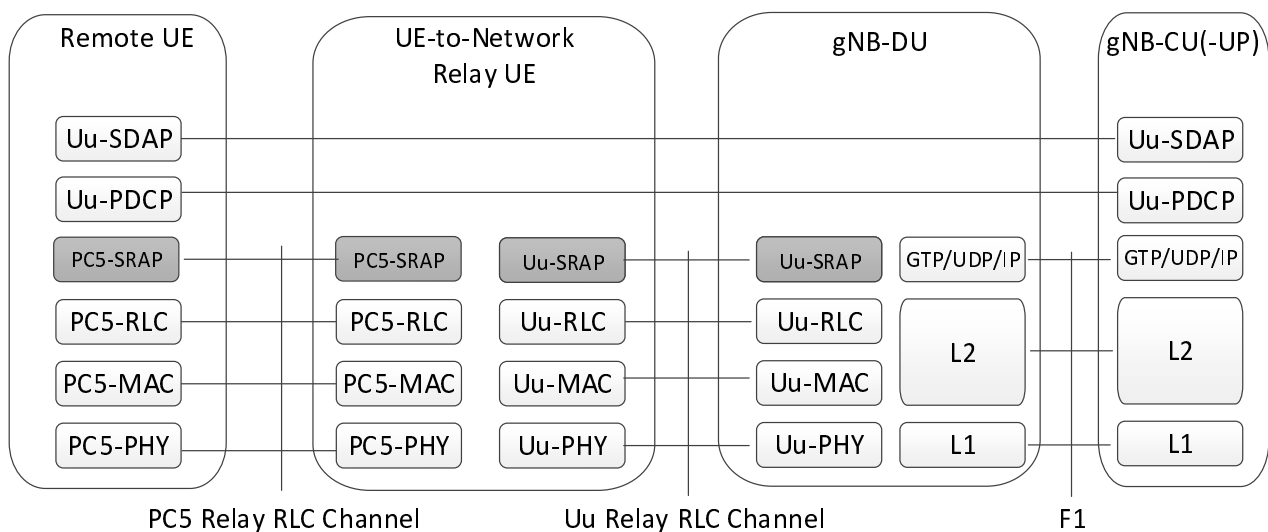 Remote UE
UE-to-Network
Relay UE
gNB-DU
gNB-CU(-UP)
Uu-SDAP
Uu-SDAP
Uu-PDCP
Uu-PDCP
PC5-SRAP
PC5-SRAP
Uu-SRAP
Uu-SRAP
GTP/UDP/IP
GTP/UDP/IP
PC5-RLC
PC5-RLC
Uu-RLC
Uu-RLC
L2
L2
PC5-MAC
PC5-MAC
Uu-MAC
Uu-MAC
PC5-PHY
PC5-PHY
Uu-PHY
Uu-PHY
L1
L1
PC5 Relay RLC Channel
Uu Relay RLC Channel
F1